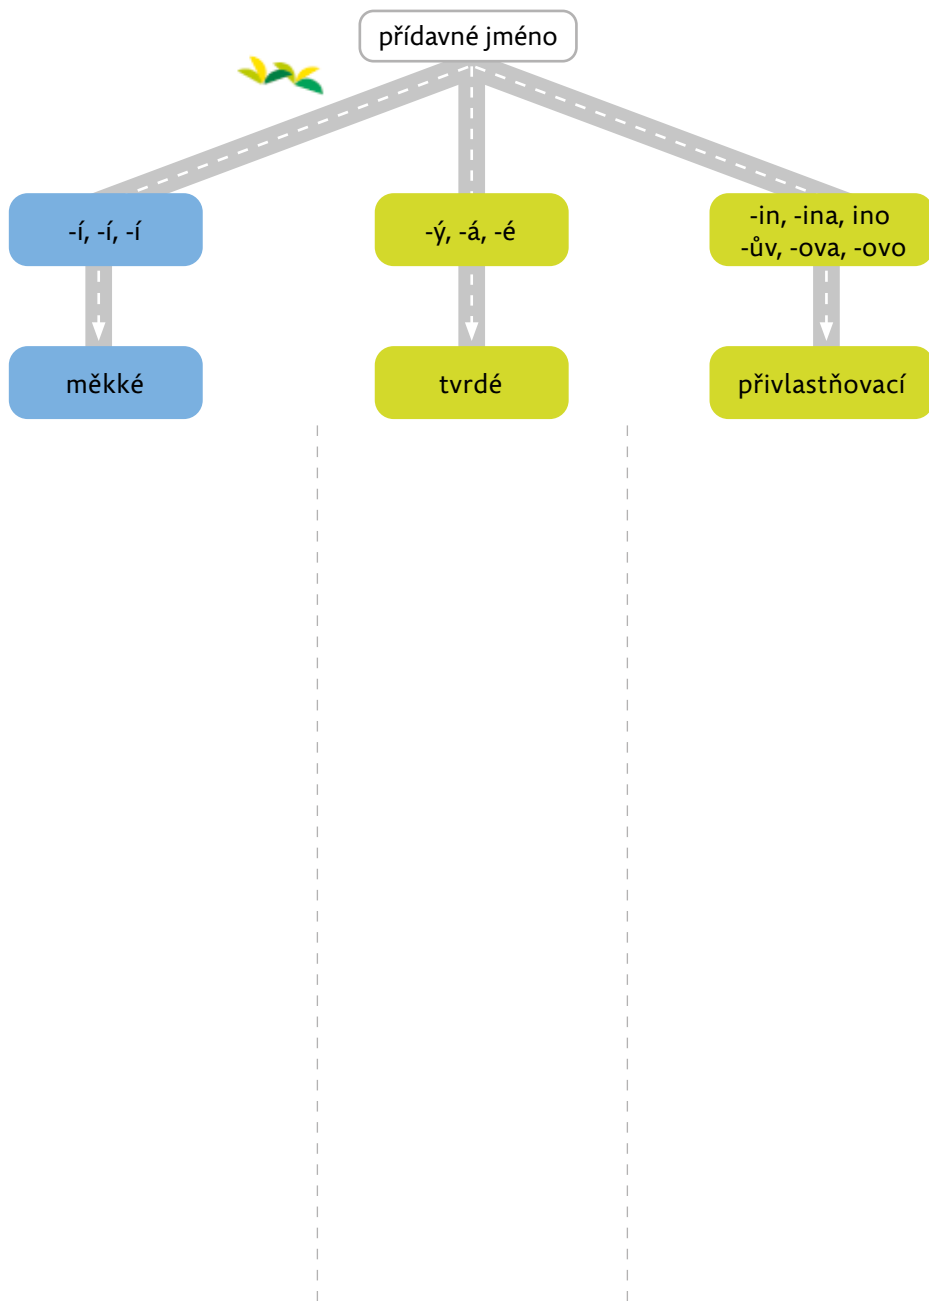 přídavné jméno
-í, -í, -í
-ý, -á, -é
-in, -ina, ino
-ův, -ova, -ovo
měkké
tvrdé
přivlastňovací